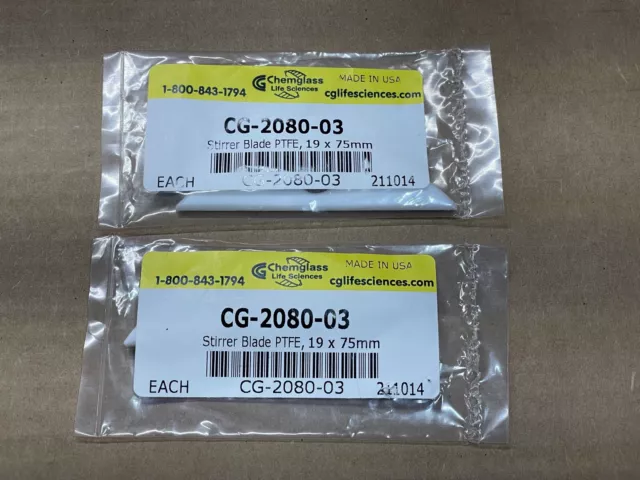 Chemglass
Life Sciences
MADE IN USA
1-800-843-1794
cglifesciences.com
CG-2080-03
Stirrer Blade PTFE, 19 x 75mm
EACH CG-2080-03 211014
Chemglass
Life Sciences
MADE IN USA
1-800-843-1794
cglifesciences.com
CG-2080-03
Stirrer Blade PTFE, 19 x 75mm
EACH CG-2080-03 211014